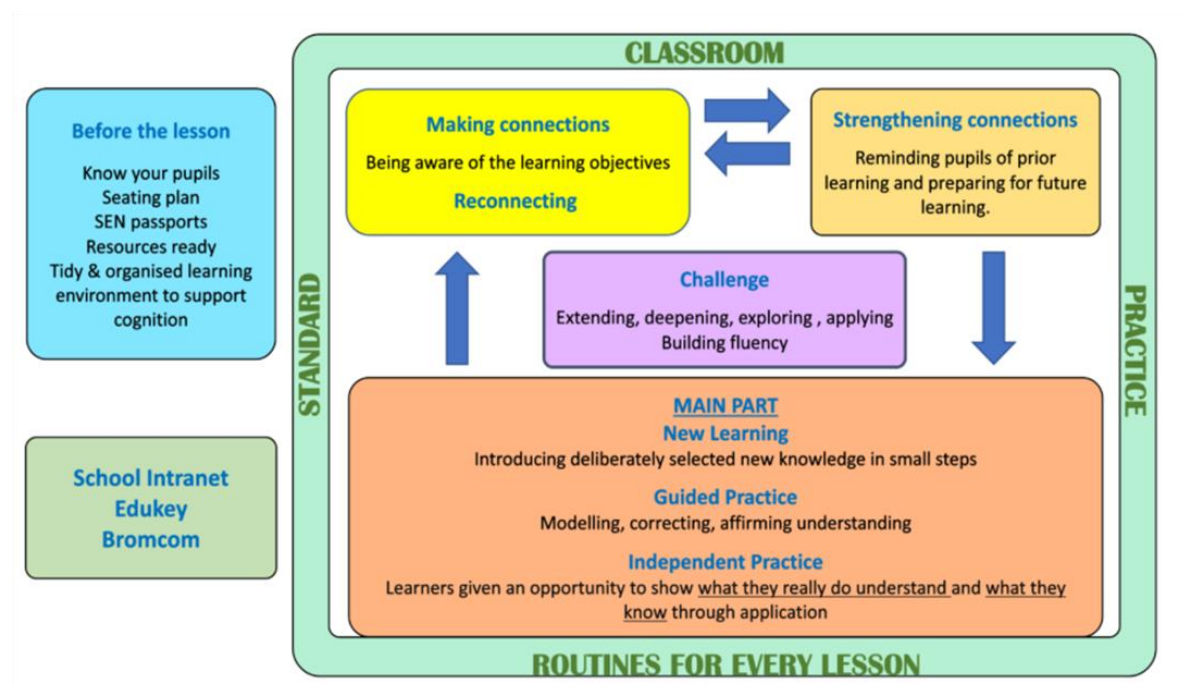 CLASSROOM
Before the lesson
Know your pupils
Seating plan
SEN passports
Resources ready
Tidy & organised learning
environment to support
cognition
School Intranet
Edukey
Bromcom
STANDARD
Making connections
Being aware of the learning objectives
Reconnecting
Strengthening connections
Reminding pupils of prior
learning and preparing for future
learning.
Challenge
Extending, deepening, exploring , applying
Building fluency
MAIN PART
New Learning
Introducing deliberately selected new knowledge in small steps
Guided Practice
Modelling, correcting, affirming understanding
Independent Practice
Learners given an opportunity to show what they really do understand and what they
know through application
PRACTICE
ROUTINES FOR EVERY LESSON